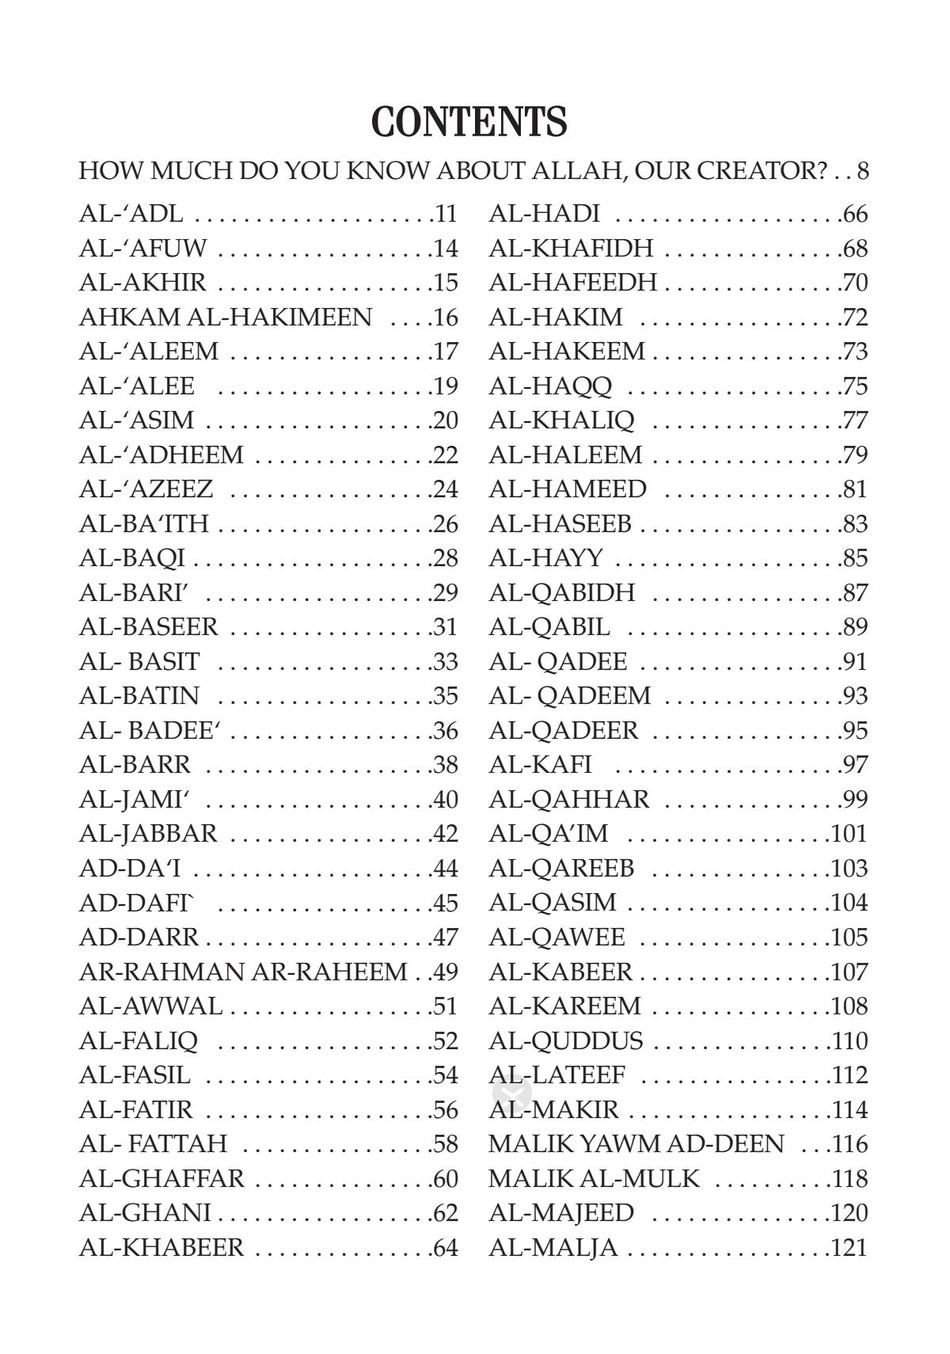 CONTENTS
HOW MUCH DO YOU KNOW ABOUT ALLAH, OUR CREATOR? . . 8
AL-‘ADL . . . . . . . . . . . . . . . . . . . .11
AL-‘AFUW . . . . . . . . . . . . . . . . . .14
AL-AKHIR . . . . . . . . . . . . . . . . . .15
AHKAM AL-HAKIMEEN . . . .16
AL-‘ALEEM . . . . . . . . . . . . . . . . .17
AL-‘ALEE . . . . . . . . . . . . . . . . . .19
AL-‘ASIM . . . . . . . . . . . . . . . . . . .20
AL-‘ADHEEM . . . . . . . . . . . . . . .22
AL-‘AZEEZ . . . . . . . . . . . . . . . . .24
AL-BA‘ITH . . . . . . . . . . . . . . . . . .26
AL-BAQI . . . . . . . . . . . . . . . . . . . .28
AL-BARI’ . . . . . . . . . . . . . . . . . . .29
AL-BASEER . . . . . . . . . . . . . . . . .31
AL- BASIT . . . . . . . . . . . . . . . . . .33
AL-BATIN . . . . . . . . . . . . . . . . . .35
AL- BADEE‘ . . . . . . . . . . . . . . . . .36
AL-BARR . . . . . . . . . . . . . . . . . . .38
AL-JAMI‘ . . . . . . . . . . . . . . . . . . .40
AL-JABBAR . . . . . . . . . . . . . . . . .42
AD-DA‘I . . . . . . . . . . . . . . . . . . . .44
AD-DAFI` . . . . . . . . . . . . . . . . . .45
AD-DARR . . . . . . . . . . . . . . . . . . .47
AR-RAHMAN AR-RAHEEM . .49
AL-AWWAL . . . . . . . . . . . . . . . . .51
AL-FALIQ . . . . . . . . . . . . . . . . . .52
AL-FASIL . . . . . . . . . . . . . . . . . . .54
AL-FATIR . . . . . . . . . . . . . . . . . . .56
AL- FATTAH . . . . . . . . . . . . . . . .58
AL-GHAFFAR . . . . . . . . . . . . . . .60
AL-GHANI . . . . . . . . . . . . . . . . . .62
AL-KHABEER . . . . . . . . . . . . . . .64
AL-HADI . . . . . . . . . . . . . . . . . . .66
AL-KHAFIDH . . . . . . . . . . . . . . .68
AL-HAFEEDH . . . . . . . . . . . . . . .70
AL-HAKIM . . . . . . . . . . . . . . . . .72
AL-HAKEEM . . . . . . . . . . . . . . . .73
AL-HAQQ . . . . . . . . . . . . . . . . . .75
AL-KHALIQ . . . . . . . . . . . . . . . .77
AL-HALEEM . . . . . . . . . . . . . . . .79
AL-HAMEED . . . . . . . . . . . . . . .81
AL-HASEEB . . . . . . . . . . . . . . . . .83
AL-HAYY . . . . . . . . . . . . . . . . . . .85
AL-QABIDH . . . . . . . . . . . . . . . .87
AL-QABIL . . . . . . . . . . . . . . . . . .89
AL- QADEE . . . . . . . . . . . . . . . . .91
AL- QADEEM . . . . . . . . . . . . . . .93
AL-QADEER . . . . . . . . . . . . . . . .95
AL-KAFI . . . . . . . . . . . . . . . . . . .97
AL-QAHHAR . . . . . . . . . . . . . . .99
AL-QA’IM . . . . . . . . . . . . . . . . .101
AL-QAREEB . . . . . . . . . . . . . . .103
AL-QASIM . . . . . . . . . . . . . . . . .104
AL-QAWEE . . . . . . . . . . . . . . . .105
AL-KABEER . . . . . . . . . . . . . . . .107
AL-KAREEM . . . . . . . . . . . . . . .108
AL-QUDDUS . . . . . . . . . . . . . . .110
AL-LATEEF . . . . . . . . . . . . . . . .112
AL-MAKIR . . . . . . . . . . . . . . . . .114
MALIK YAWM AD-DEEN . . .116
MALIK AL-MULK . . . . . . . . . .118
AL-MAJEED . . . . . . . . . . . . . . .120
AL-MALJA . . . . . . . . . . . . . . . . .121